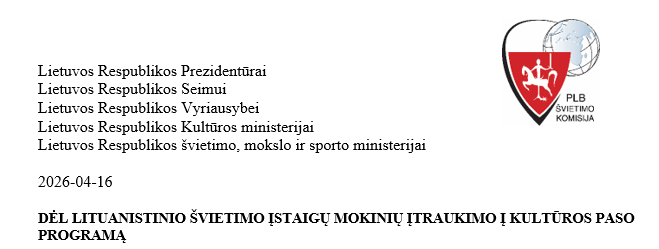 Lietuvos Respublikos Prezidentūrai
Lietuvos Respublikos Seimui
Lietuvos Respublikos Vyriausybei
Lietuvos Respublikos Kultūros ministerijai
Lietuvos Respublikos švietimo, mokslo ir sporto ministerijai
PLB
ŠVIETIMO
KOMISIJA
2026-04-16
DĖL LITUANISTINIO ŠVIETIMO ĮSTAIGŲ MOKINIŲ ĮTRAUKIMO Į KULTŪROS PASO
PROGRAMĄ